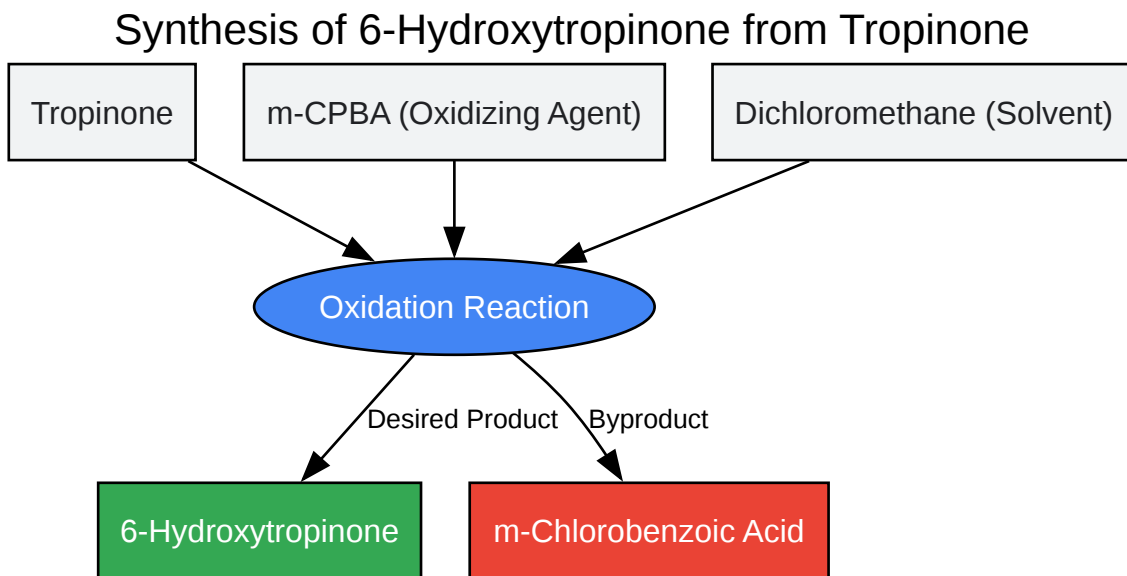 Synthesis of 6-Hydroxytropinone from Tropinone
Tropinone
m-CPBA (Oxidizing Agent)
Dichloromethane (Solvent)
Oxidation Reaction
Desired Product
Byproduct
6-Hydroxytropinone
m-Chlorobenzoic Acid